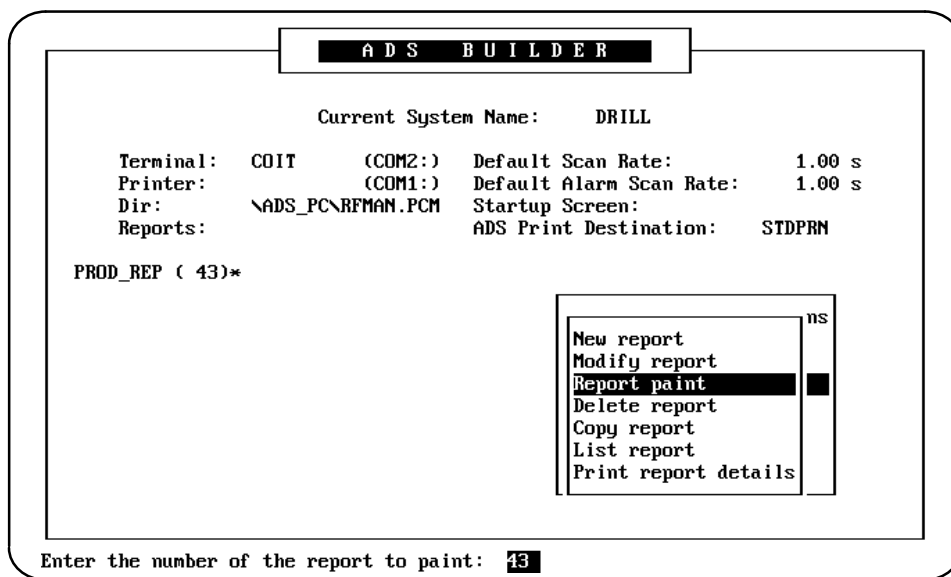 ADS BUILDER
Current System Name: DRILL
Terminal: COIT (COM2:) Default Scan Rate: 1.00 s
Printer: (COM1:) Default Alarm Scan Rate: 1.00 s
Dir: \ADS_PC\RFMAN.PCM Startup Screen:
Reports: ADS Print Destination: STDPRN
PROD_REP ( 43)*
ns
New report
Modify report
Report paint
Delete report
Copy report
List report
Print report details
Enter the number of the report to paint: 43